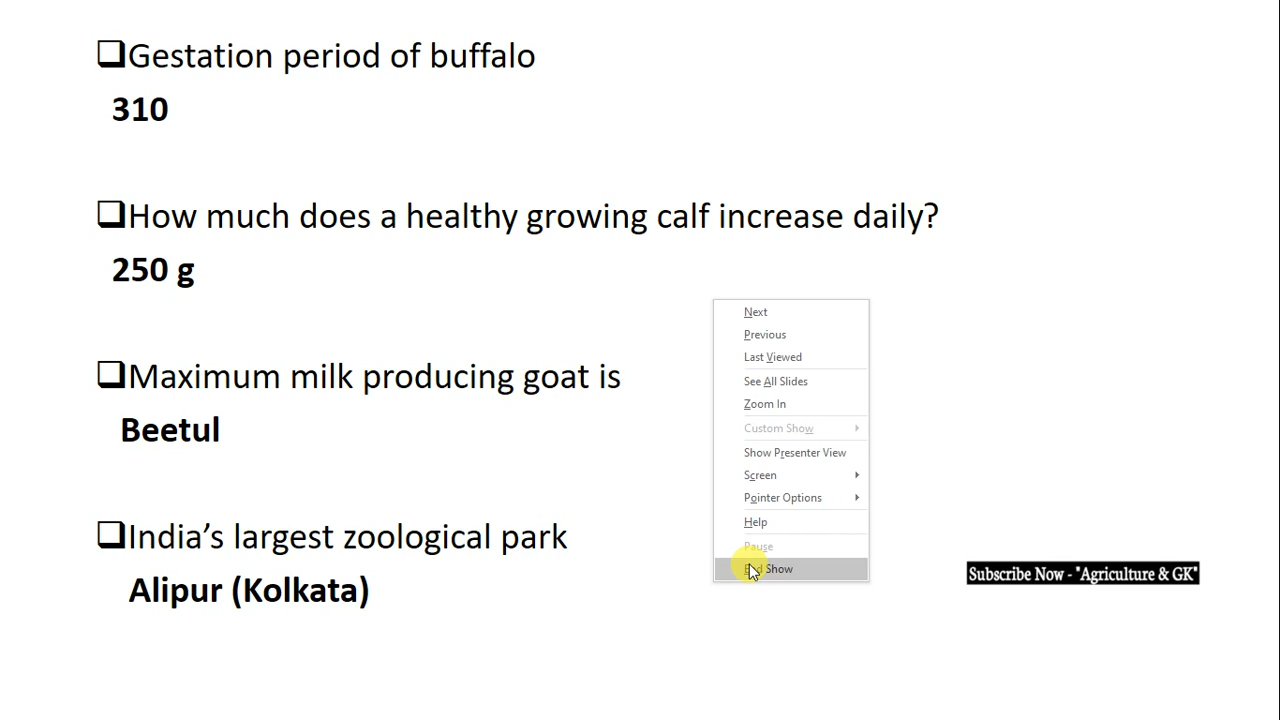 Gestation period of buffalo
310
How much does a healthy growing calf increase daily?
250 g
Maximum milk producing goat is
Beetul
India’s largest zoological park
Alipur (Kolkata)
Next
Previous
Last Viewed
See All Slides
Zoom In
Custom Show
Show Presenter View
Screen
Pointer Options
Help
Pause
End Show
Subscribe Now - "Agriculture & GK"